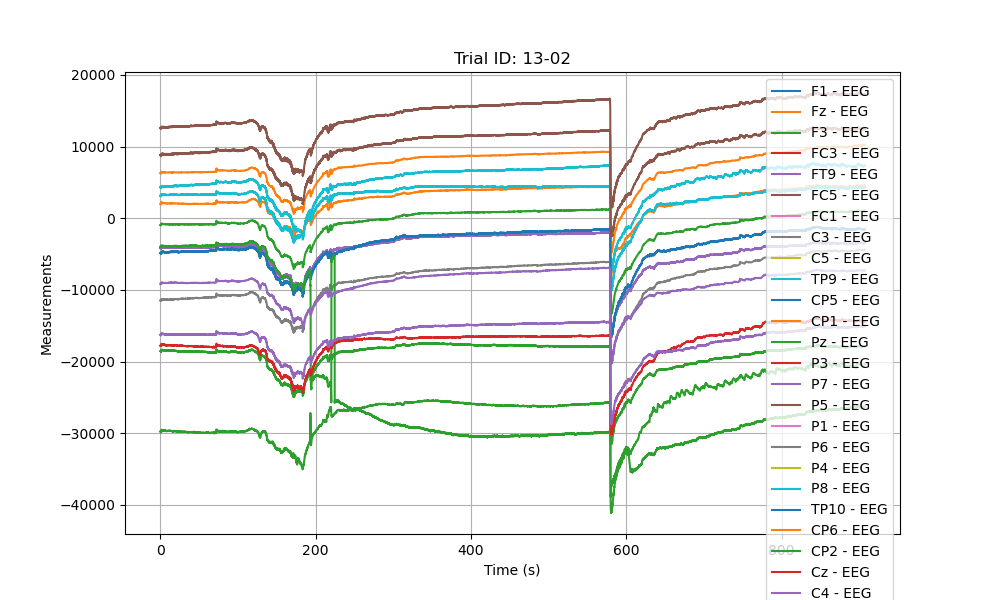 Trial ID: 13-02
20000
10000
0
−10000
−20000
−30000
−40000
Measurements
0
200
400
600
800
Time (s)
F1 - EEG
Fz - EEG
F3 - EEG
FC3 - EEG
FT9 - EEG
FC5 - EEG
FC1 - EEG
C3 - EEG
C5 - EEG
TP9 - EEG
CP5 - EEG
CP1 - EEG
Pz - EEG
P3 - EEG
P7 - EEG
P5 - EEG
P1 - EEG
P6 - EEG
P4 - EEG
P8 - EEG
TP10 - EEG
CP6 - EEG
CP2 - EEG
Cz - EEG
C4 - EEG